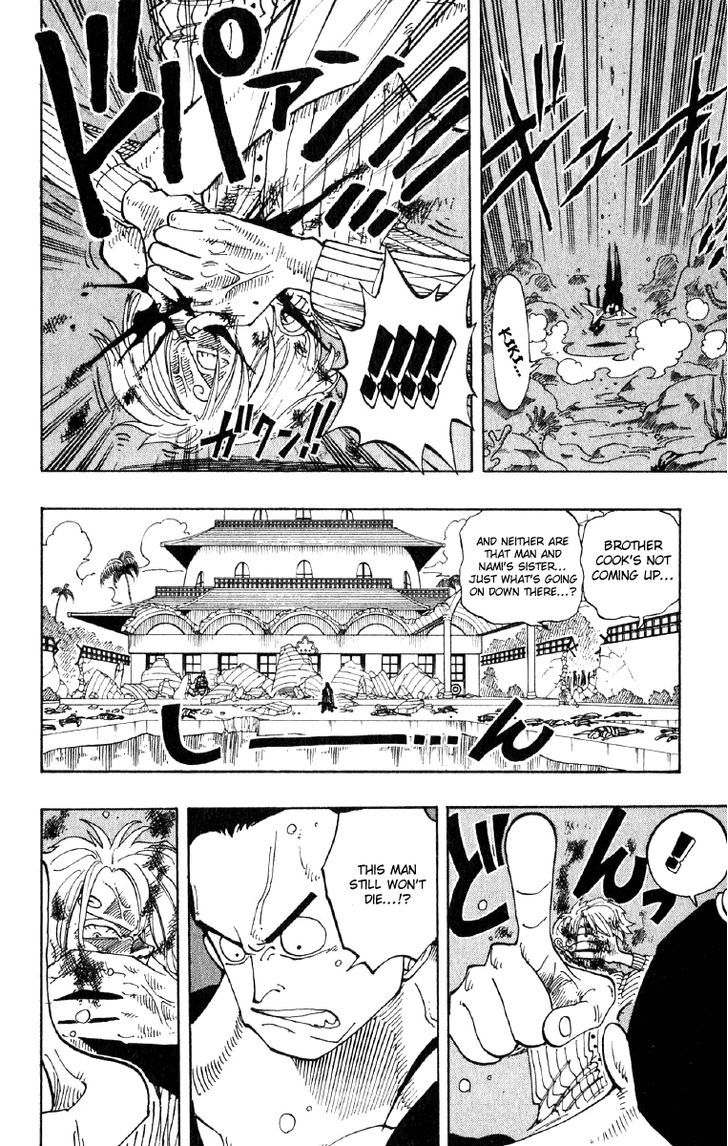 ギュオッ
KIKI...
ドパァン!!!
!!!!!
ガクン!!
BROTHER
COOK'S NOT
COMING UP...
AND NEITHER ARE
THAT MAN AND
NAMI'S SISTER...
JUST WHAT'S GOING
ON DOWN THERE...?
しーーん
!
どんっ
THIS MAN
STILL WON'T
DIE...!?